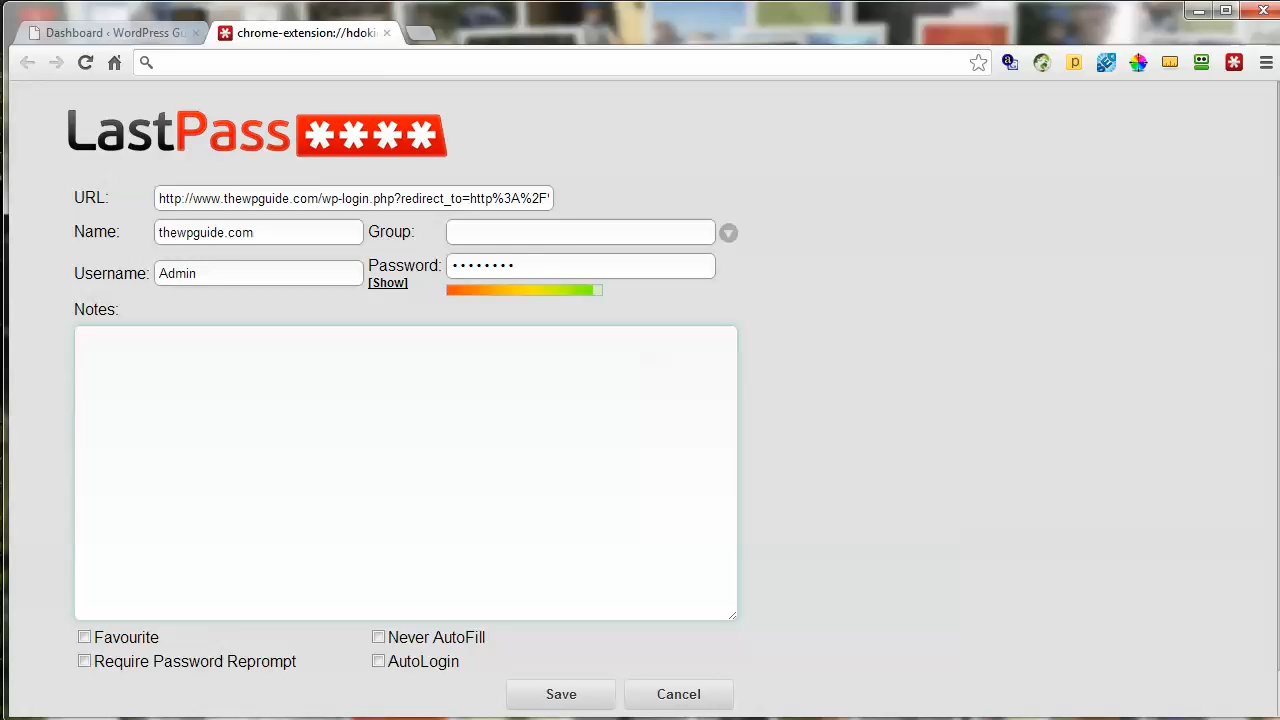 Dashboard ‹ WordPress Gu
chrome-extension://hdoki
LastPass ****
URL: http://www.thewpguide.com/wp-login.php?redirect_to=http%3A%2F
Name: thewpguide.com Group:
Username: Admin Password: ••••••••
[Show]
Notes:
Favourite Never AutoFill
Require Password Reprompt AutoLogin
Save Cancel